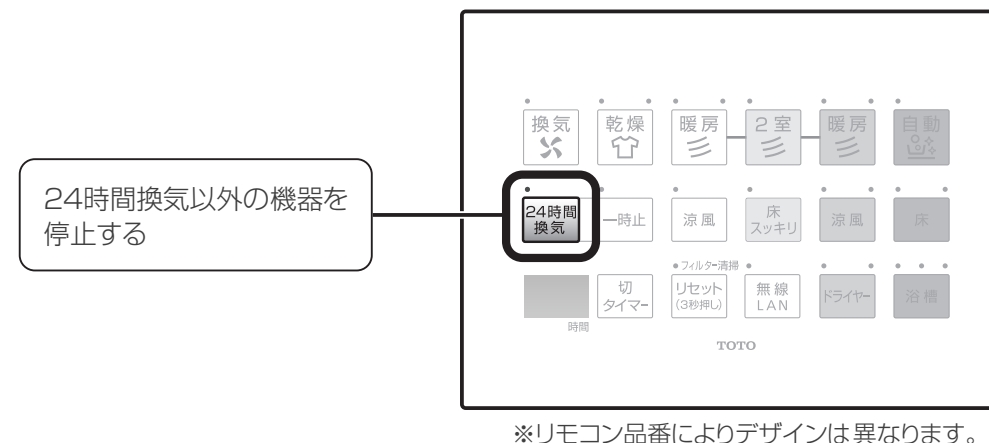 換気
乾燥
暖房
2室
暖房
自動
24時間換気以外の機器を
停止する
24時間
換気
一時止
涼風
床
スッキリ
涼風
床
フィルター清掃
切
タイマー
リセット
(3秒押し)
無線
LAN
ドライヤー
浴槽
時間
TOTO
※リモコン品番によりデザインは異なります。